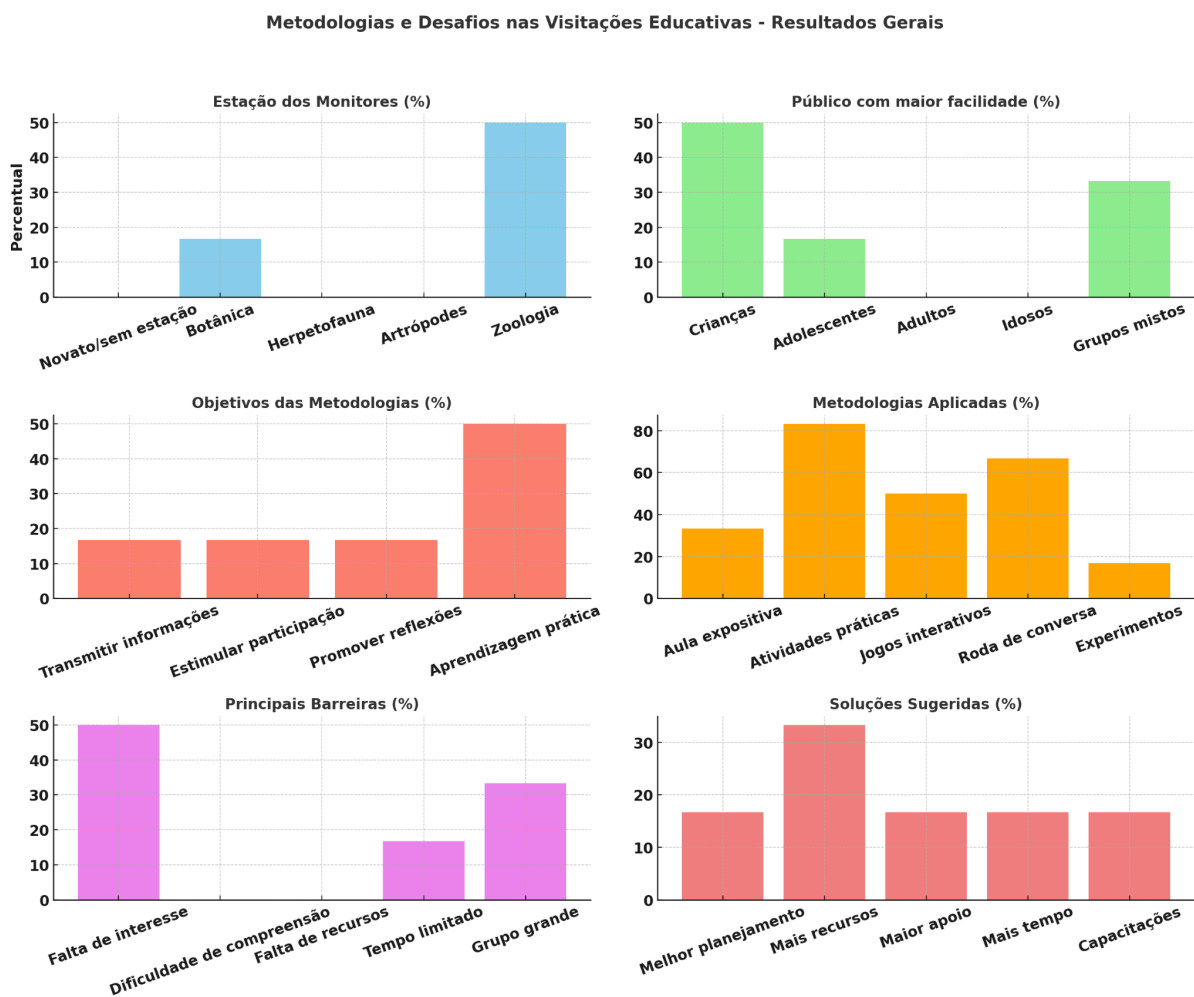 Metodologias e Desafios nas Visitações Educativas - Resultados Gerais
Estação dos Monitores (%)
Percentual
50
40
30
20
10
0
Novato/sem estação
Botânica
Herpetofauna
Artrópodes
Zoologia
Público com maior facilidade (%)
50
40
30
20
10
0
Crianças
Adolescentes
Adultos
Idosos
Grupos mistos
Objetivos das Metodologias (%)
50
40
30
20
10
0
Transmitir informações
Estimular participação
Promover reflexões
Aprendizagem prática
Metodologias Aplicadas (%)
80
60
40
20
0
Aula expositiva
Atividades práticas
Jogos interativos
Roda de conversa
Experimentos
Principais Barreiras (%)
50
40
30
20
10
0
Falta de interesse
Dificuldade de compreensão
Falta de recursos
Tempo limitado
Grupo grande
Soluções Sugeridas (%)
30
20
10
0
Melhor planejamento
Mais recursos
Maior apoio
Mais tempo
Capacitações